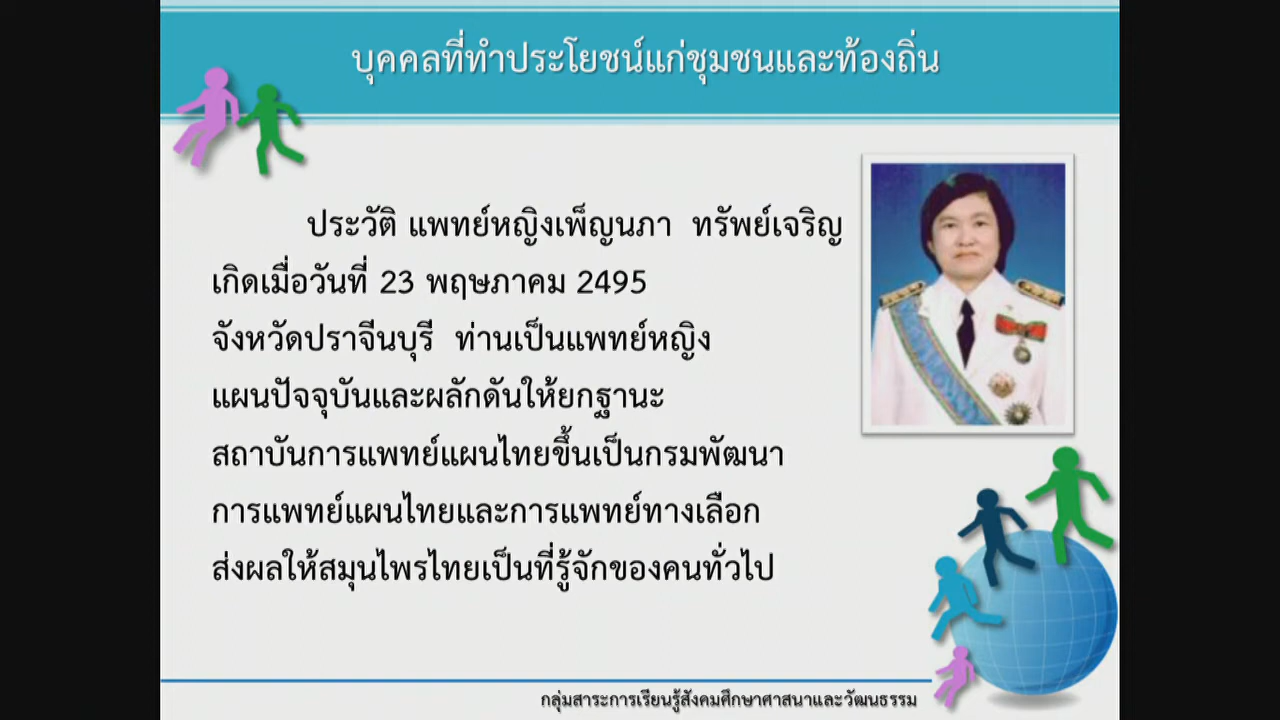 บุคคลที่ทำประโยชน์แก่ชุมชนและท้องถิ่น
ประวัติ แพทย์หญิงเพ็ญนภา ทรัพย์เจริญ
เกิดเมื่อวันที่ 23 พฤษภาคม 2495
จังหวัดปราจีนบุรี ท่านเป็นแพทย์หญิง
แผนปัจจุบันและผลักดันให้ยกฐานะ
สถาบันการแพทย์แผนไทยขึ้นเป็นกรมพัฒนา
การแพทย์แผนไทยและการแพทย์ทางเลือก
ส่งผลให้สมุนไพรไทยเป็นที่รู้จักของคนทั่วไป
กลุ่มสาระการเรียนรู้สังคมศึกษาศาสนาและวัฒนธรรม